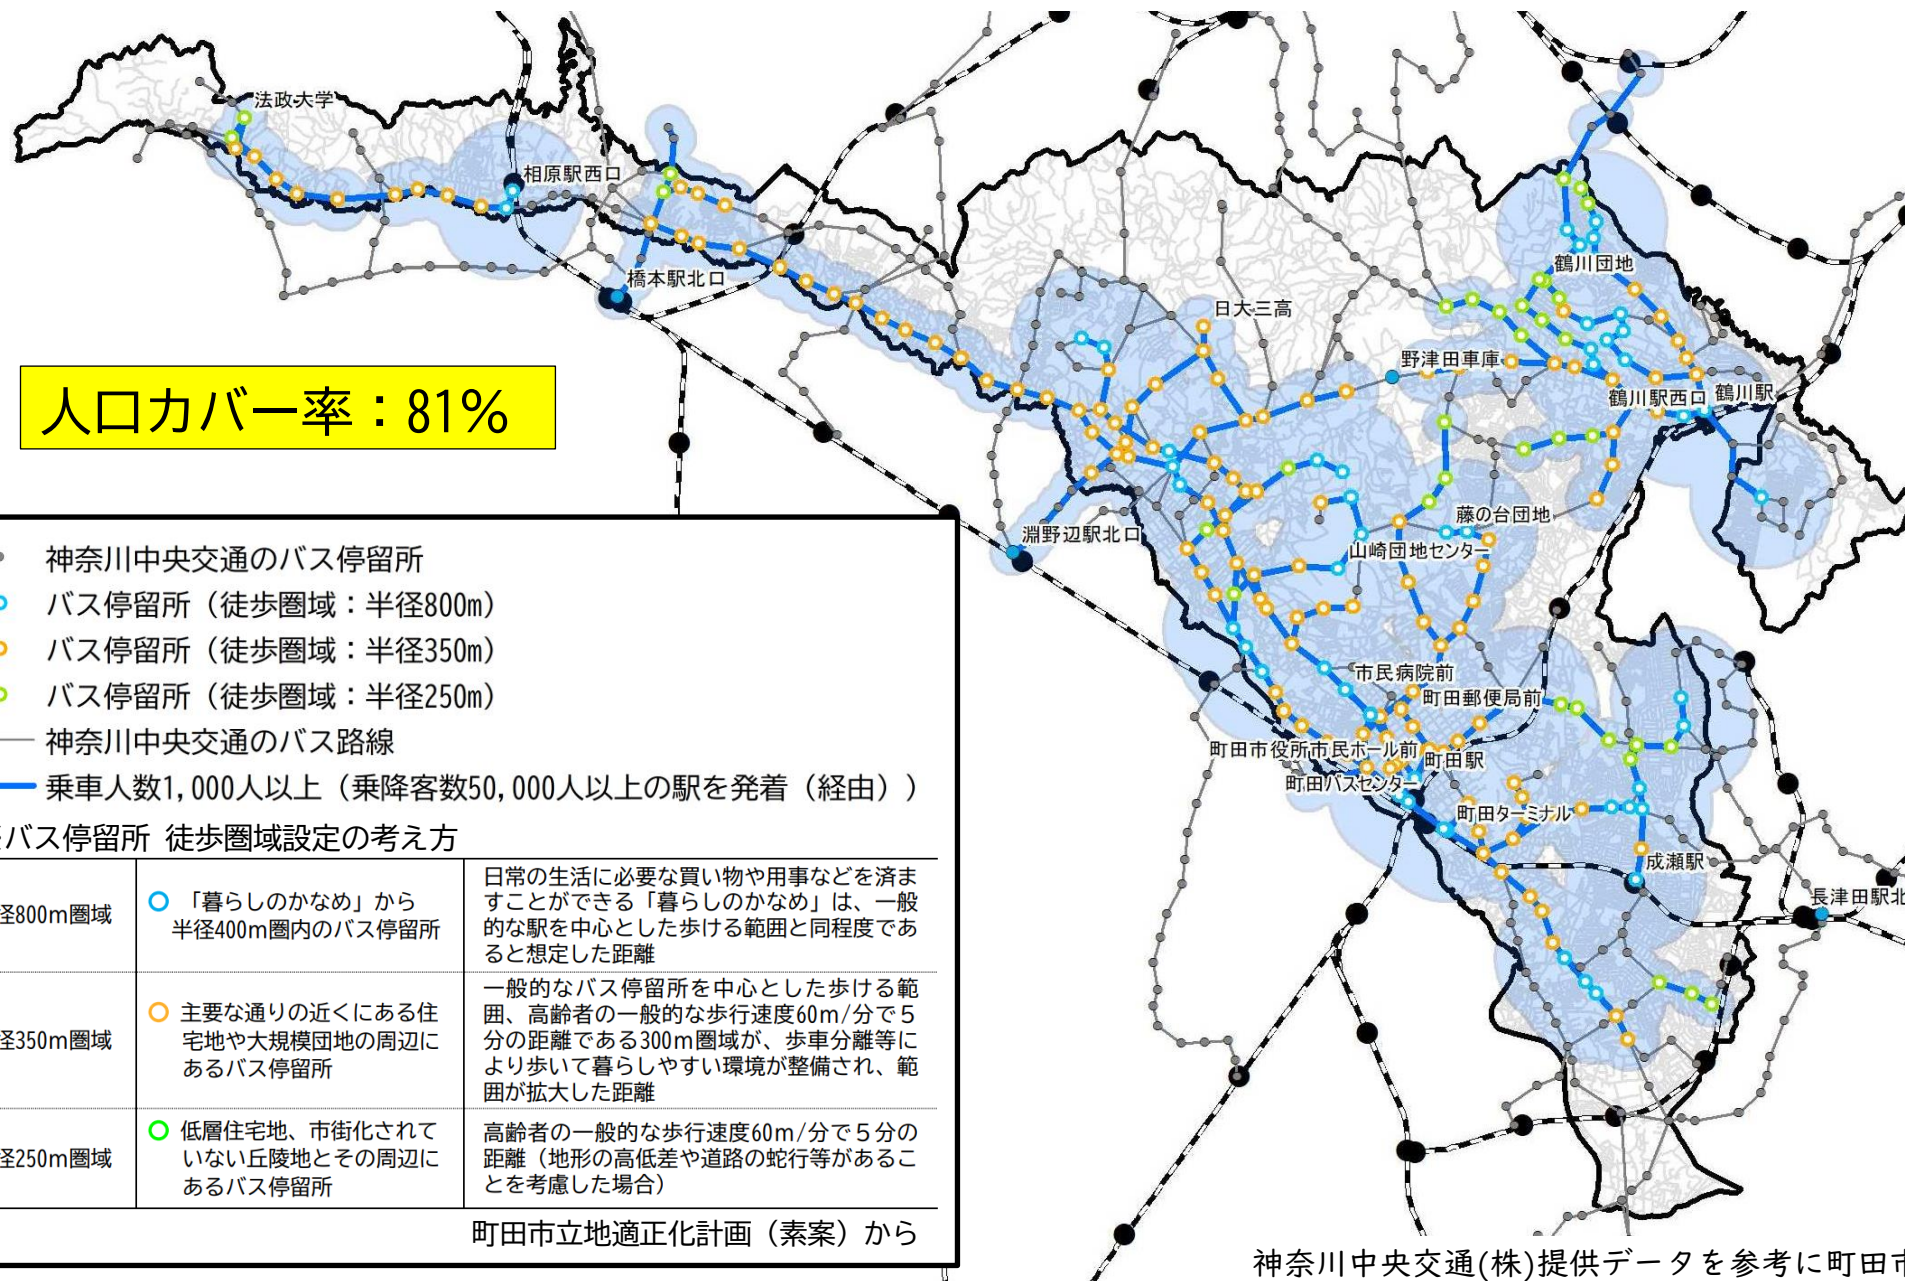 法政大学
相原駅西口
橋本駅北口
日大三高
鶴川団地
野津田車庫
鶴川駅西口
鶴川駅
人口カバー率：81%
藤の台団地
淵野辺駅北口
山崎団地センター
市民病院前
町田郵便局前
町田市役所市民ホール前
町田駅
町田バスセンター
町田ターミナル
成瀬駅
長津田駅北
神奈川中央交通のバス停留所
バス停留所（徒歩圏域：半径800m）
バス停留所（徒歩圏域：半径350m）
バス停留所（徒歩圏域：半径250m）
神奈川中央交通のバス路線
乗車人数1,000人以上（乗降客数50,000人以上の駅を発着（経由））
バス停留所 徒歩圏域設定の考え方
径800m圏域
「暮らしのかなめ」から
半径400m圏内のバス停留所
日常の生活に必要な買い物や用事などを済ま
すことができる「暮らしのかなめ」は、一般
的な駅を中心とした歩ける範囲と同程度であ
ると想定した距離
径350m圏域
主要な通りの近くにある住
宅地や大規模団地の周辺に
あるバス停留所
一般的なバス停留所を中心とした歩ける範
囲、高齢者の一般的な歩行速度60m/分で５
分の距離である300m圏域が、歩車分離等に
より歩いて暮らしやすい環境が整備され、範
囲が拡大した距離
径250m圏域
低層住宅地、市街化されて
いない丘陵地とその周辺に
あるバス停留所
高齢者の一般的な歩行速度60m/分で５分の
距離（地形の高低差や道路の蛇行等があるこ
とを考慮した場合）
町田市立地適正化計画（素案）から
神奈川中央交通(株)提供データを参考に町田市